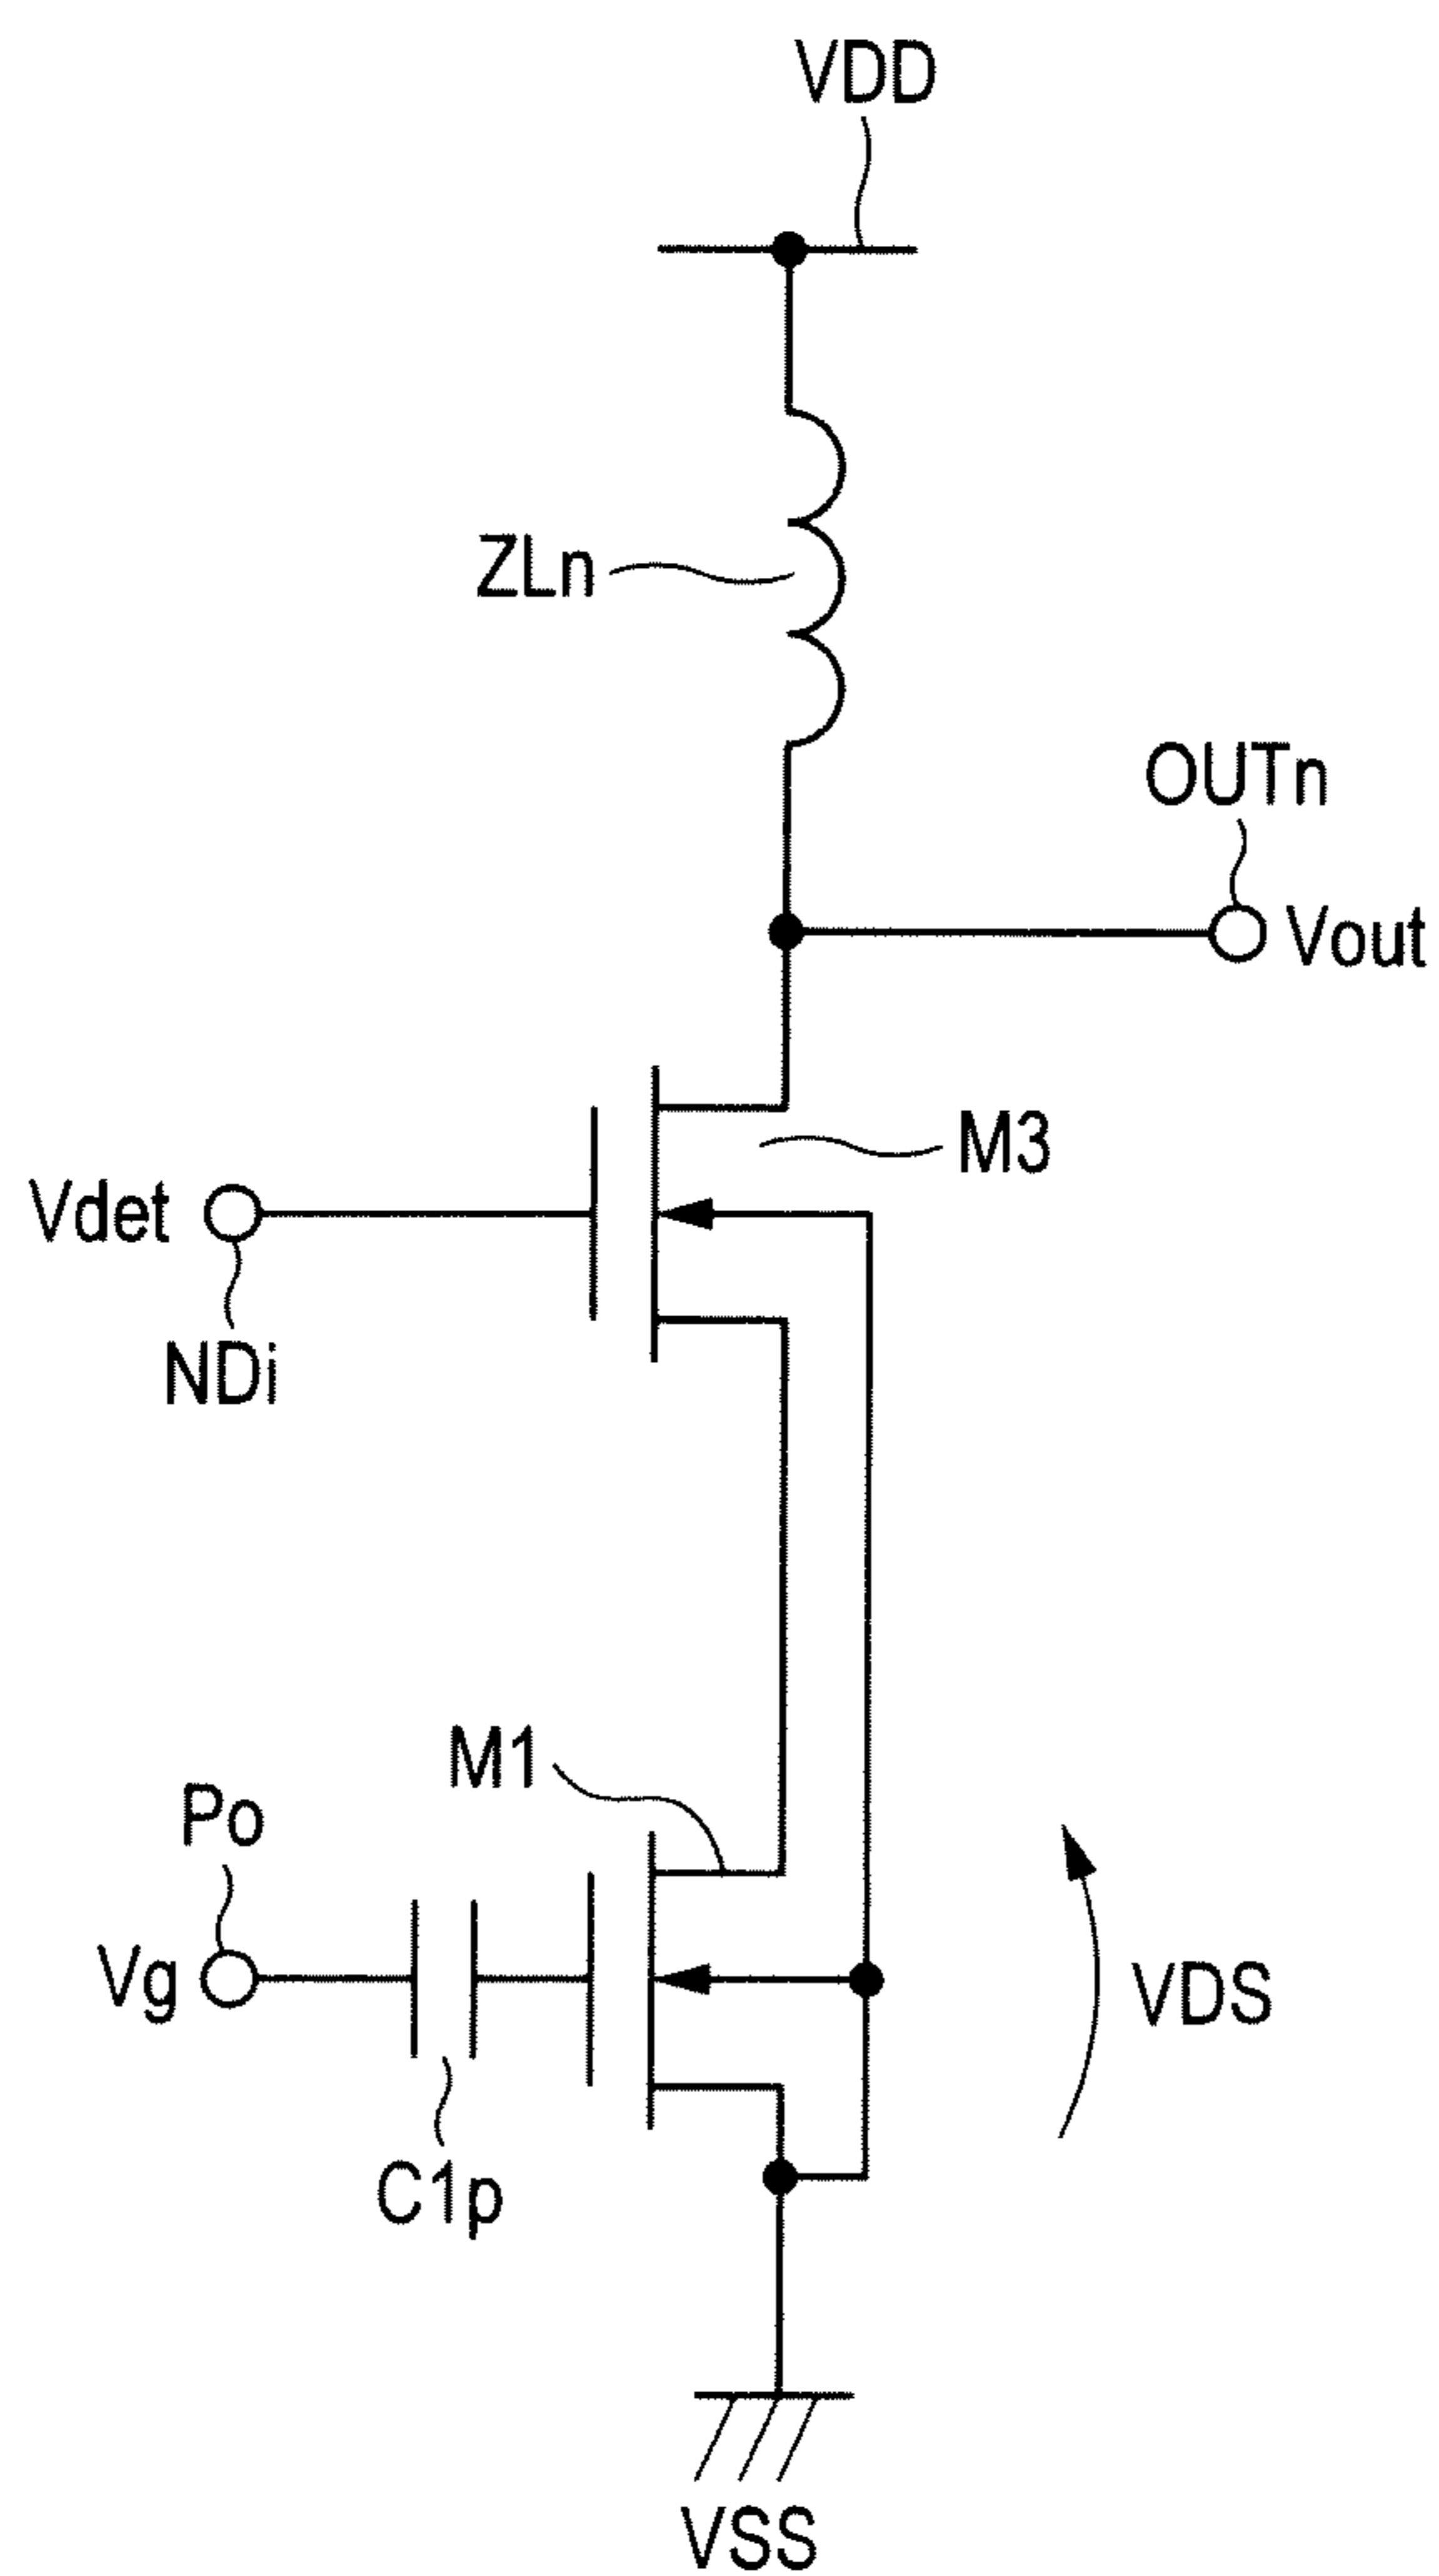 VDD
ZLn
OUTn
Vout
M3
Vdet
NDi
M1
Po
Vg
VDS
C1p
VSS